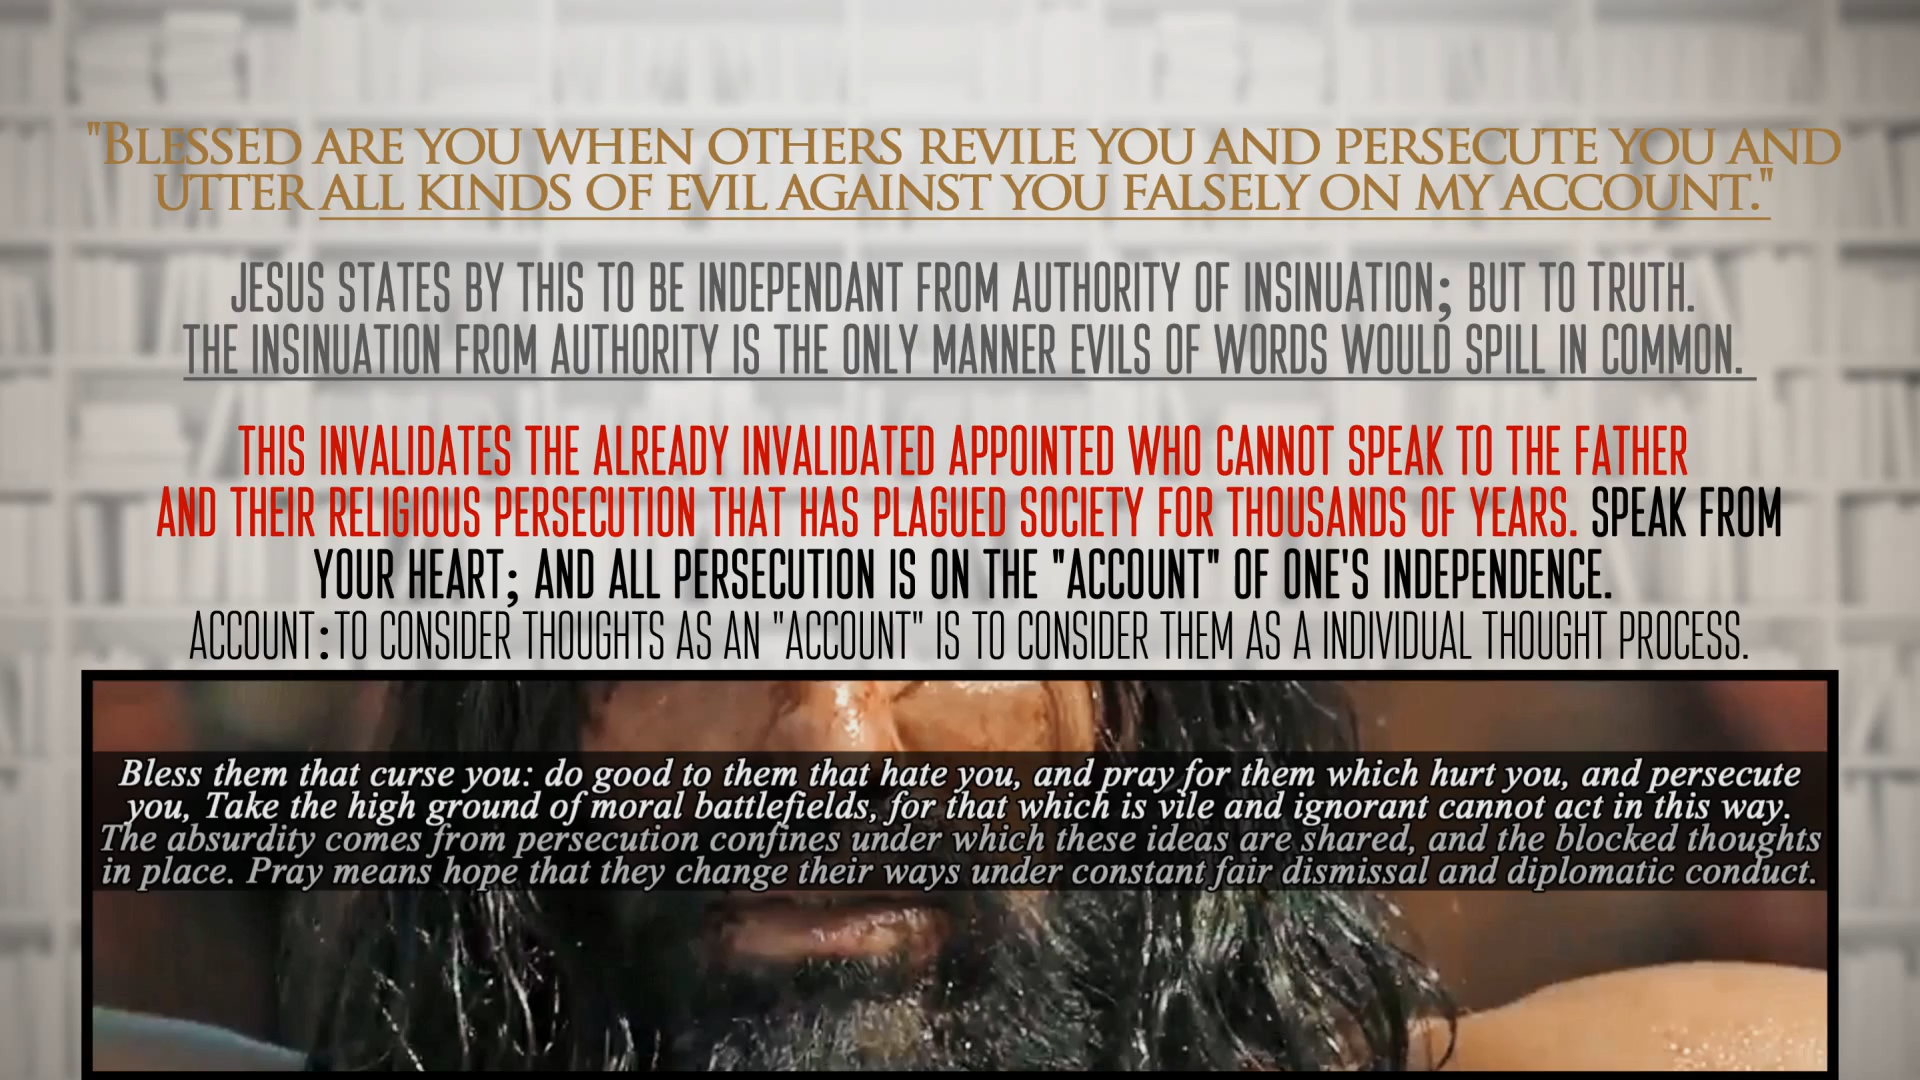 "BLESSED ARE YOU WHEN OTHERS REVILE YOU AND PERSECUTE YOU AND
UTTER ALL KINDS OF EVIL AGAINST YOU FALSELY ON MY ACCOUNT."
JESUS STATES BY THIS TO BE INDEPENDANT FROM AUTHORITY OF INSINUATION; BUT TO TRUTH.
THE INSINUATION FROM AUTHORITY IS THE ONLY MANNER EVILS OF WORDS WOULD SPILL IN COMMON.
THIS INVALIDATES THE ALREADY INVALIDATED APPOINTED WHO CANNOT SPEAK TO THE FATHER
AND THEIR RELIGIOUS PERSECUTION THAT HAS PLAGUED SOCIETY FOR THOUSANDS OF YEARS. SPEAK FROM
YOUR HEART; AND ALL PERSECUTION IS ON THE "ACCOUNT" OF ONE'S INDEPENDENCE.
ACCOUNT:TO CONSIDER THOUGHTS AS AN "ACCOUNT" IS TO CONSIDER THEM AS A INDIVIDUAL THOUGHT PROCESS.
Bless them that curse you: do good to them that hate you, and pray for them which hurt you, and persecute
you, Take the high ground of moral battlefields, for that which is vile and ignorant cannot act in this way.
The absurdity comes from persecution confines under which these ideas are shared, and the blocked thoughts
in place. Pray means hope that they change their ways under constant fair dismissal and diplomatic conduct.